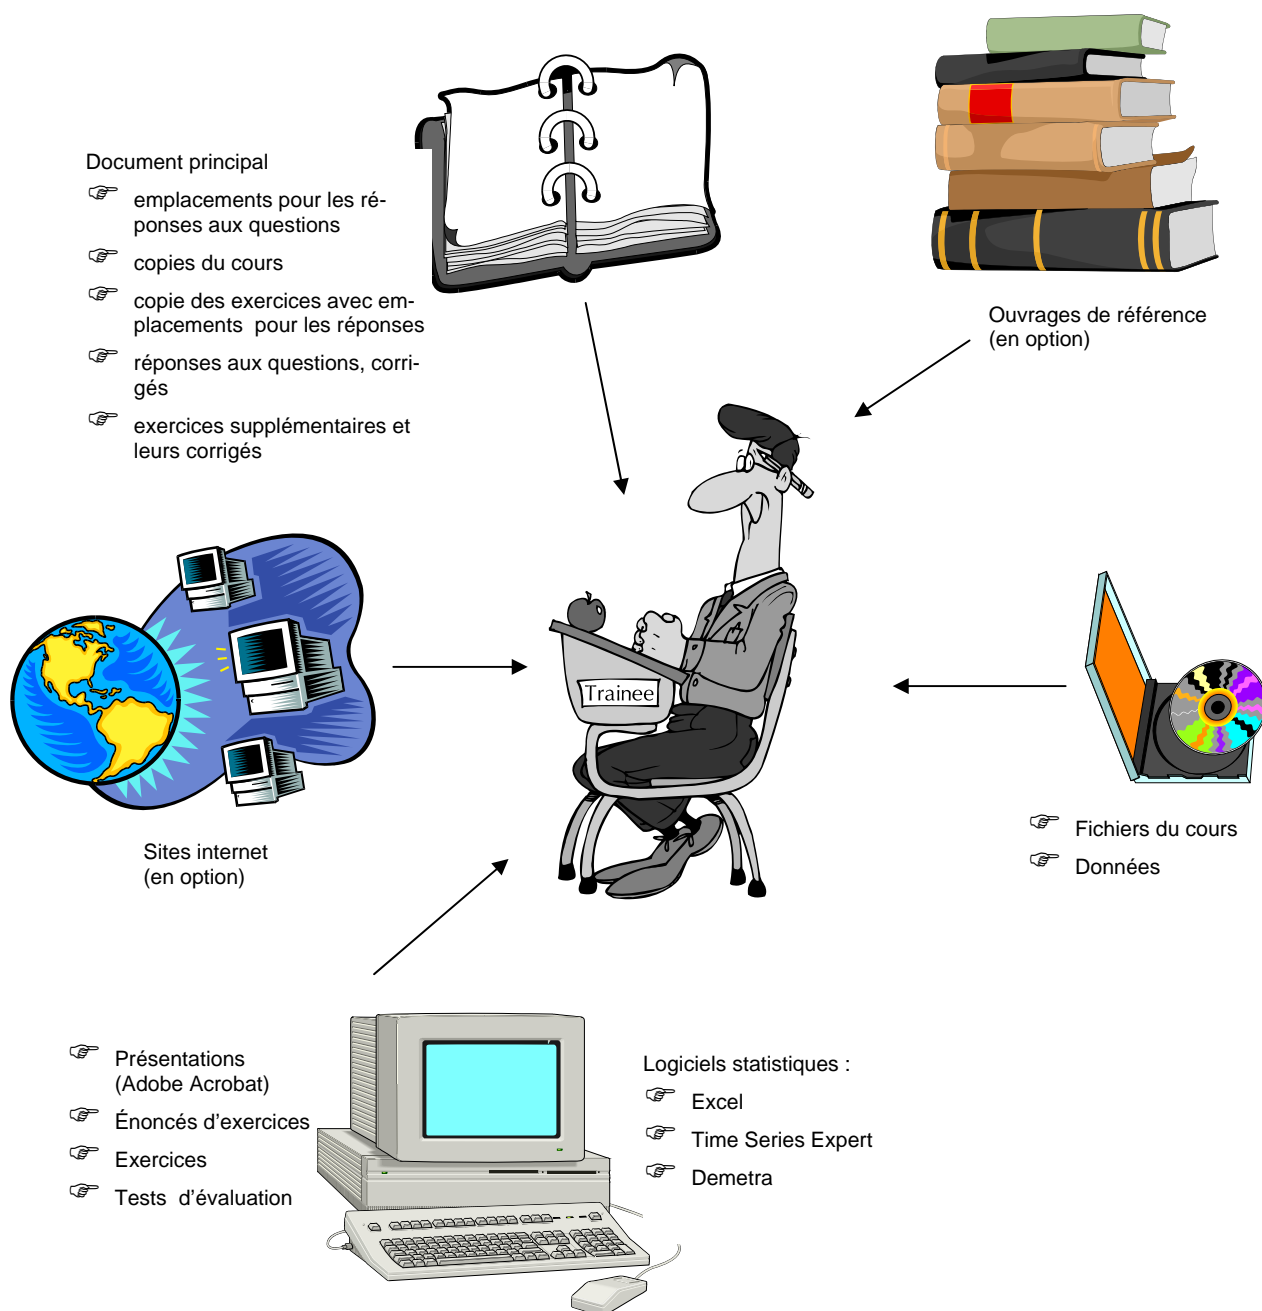 Document principal
emplacements pour les ré-
ponses aux questions
copies du cours
copie des exercices avec em-
placements pour les réponses
réponses aux questions, corri-
gés
exercices supplémentaires et
leurs corrigés
Ouvrages de référence
(en option)
Trainee
Sites internet
(en option)
Fichiers du cours
Données
Présentations
(Adobe Acrobat)
Énoncés d’exercices
Exercices
Tests d’évaluation
Logiciels statistiques :
Excel
Time Series Expert
Demetra